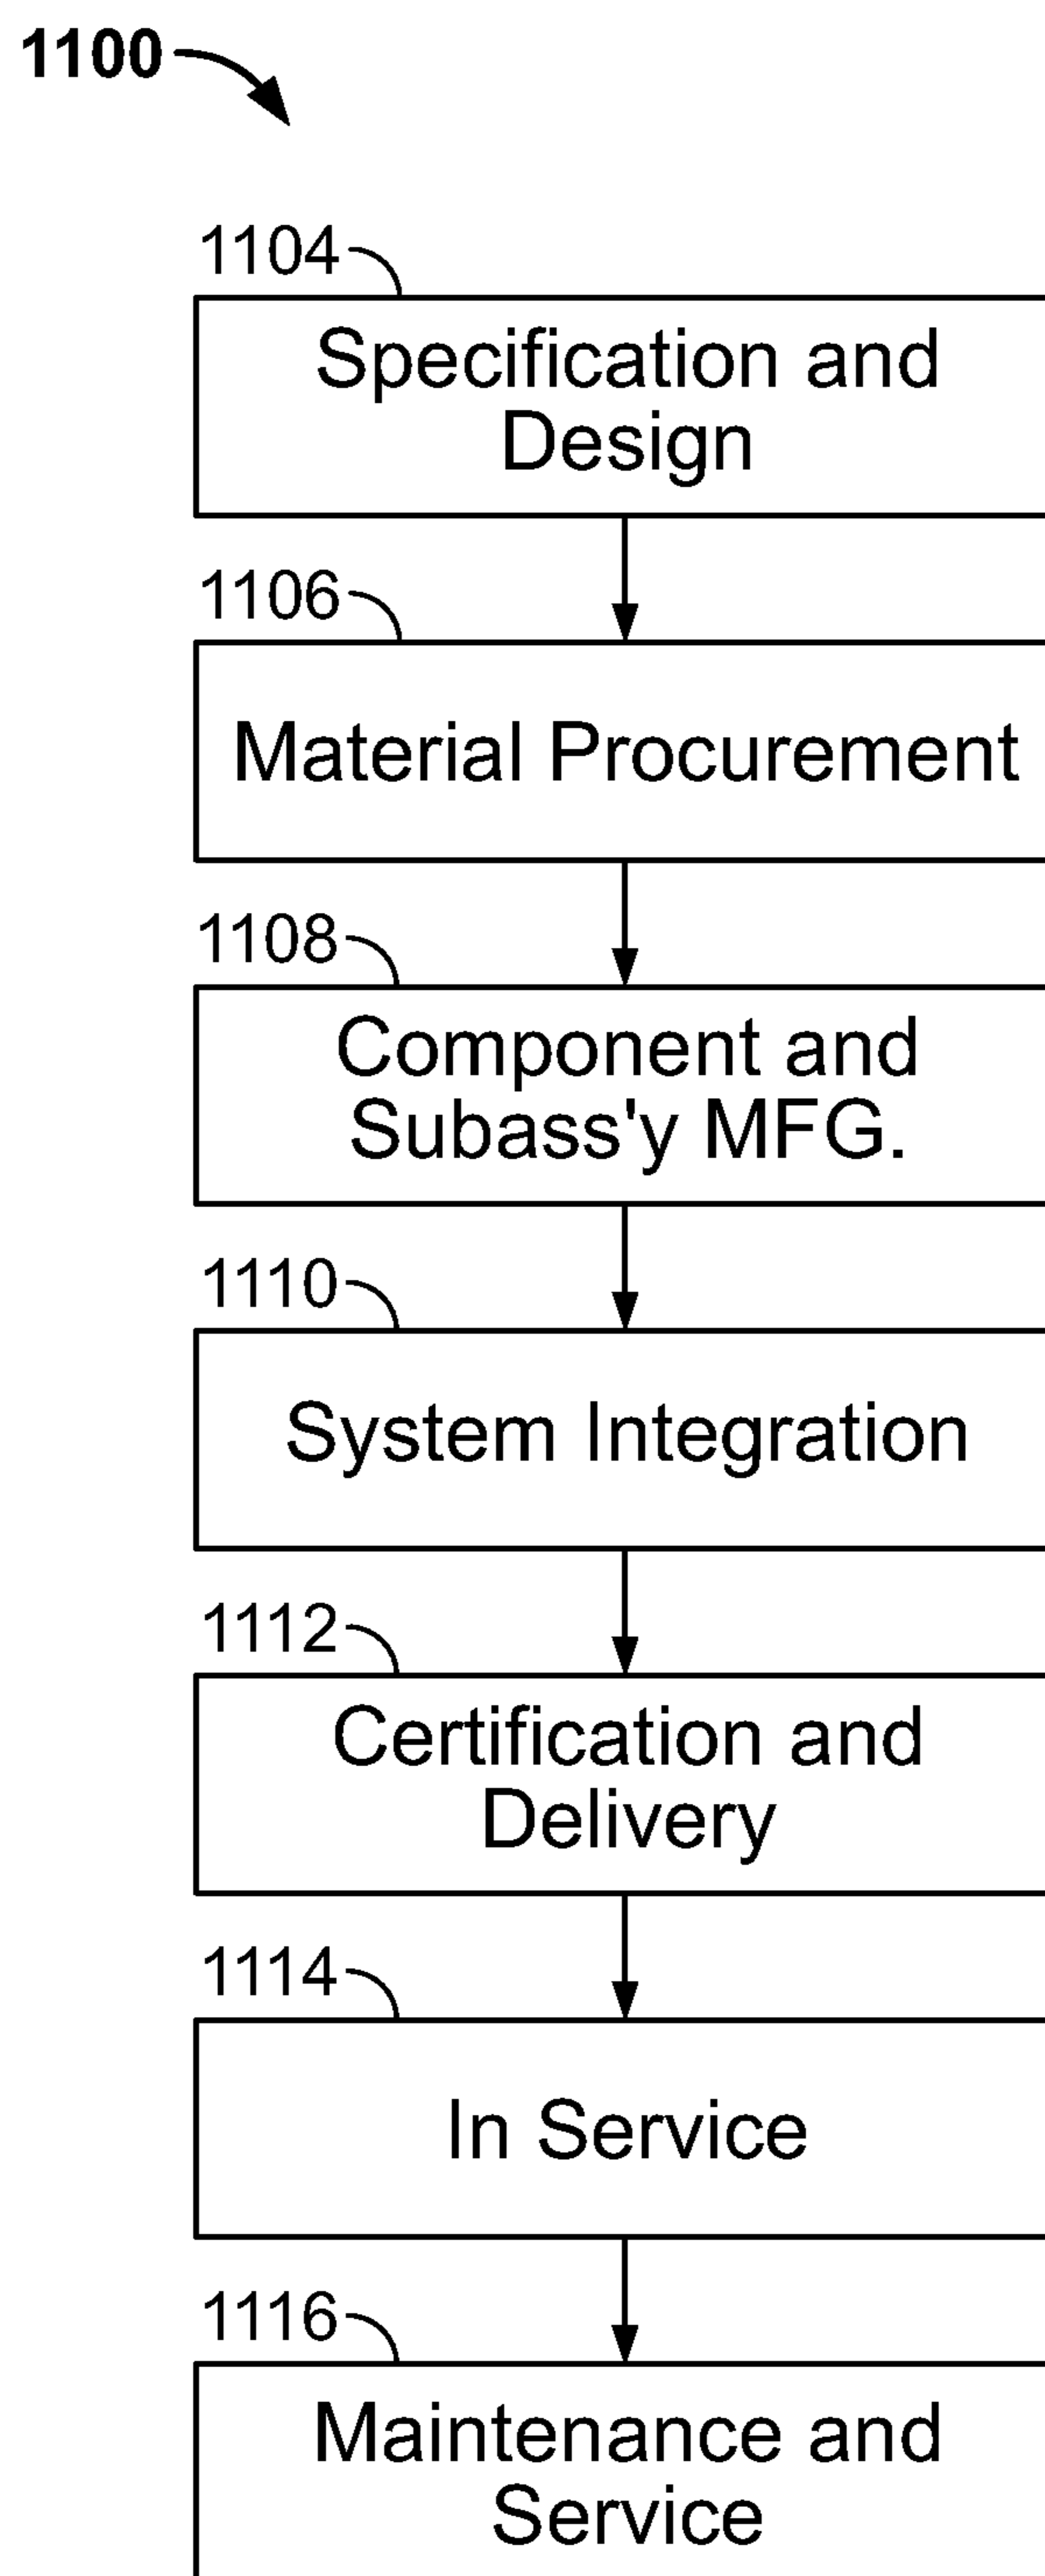 1100
1104
Specification and
Design
1106
Material Procurement
1108
Component and
Subass'y MFG.
1110
System Integration
1112
Certification and
Delivery
1114
In Service
1116
Maintenance and
Service